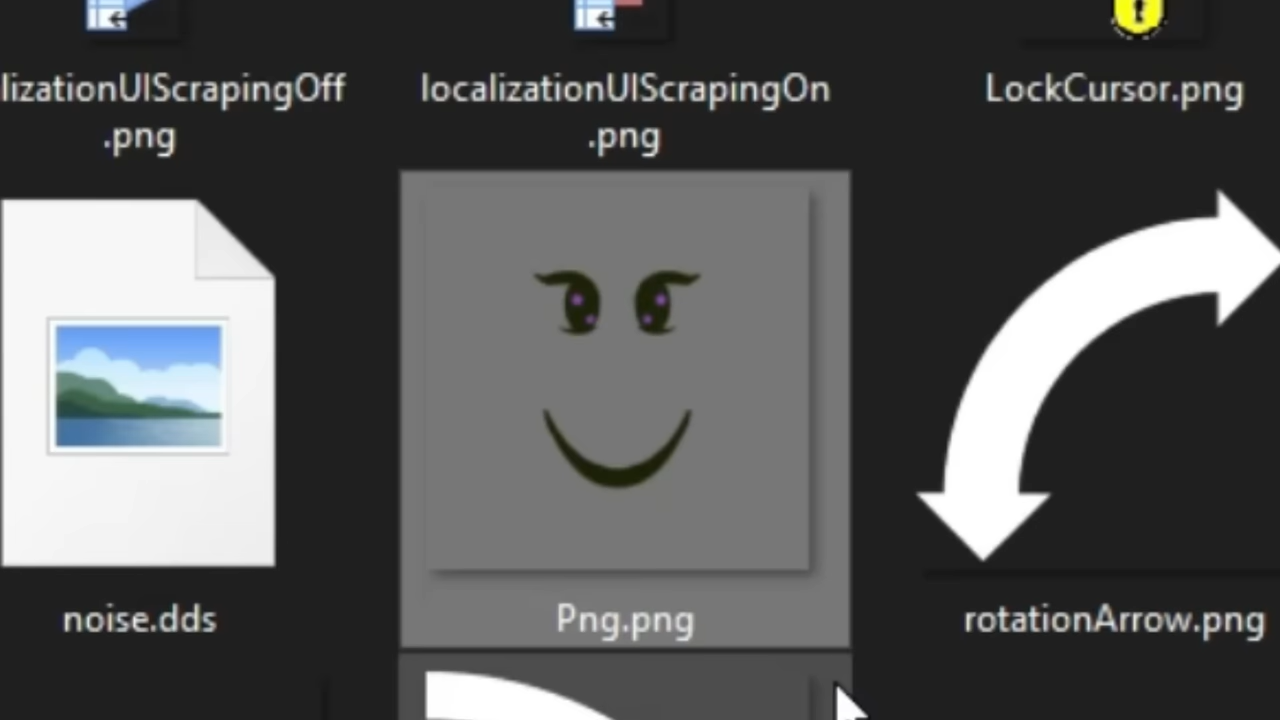 lizationUIScrapingOff
.png
localizationUIScrapingOn
.png
LockCursor.png
noise.dds
Png.png
rotationArrow.png